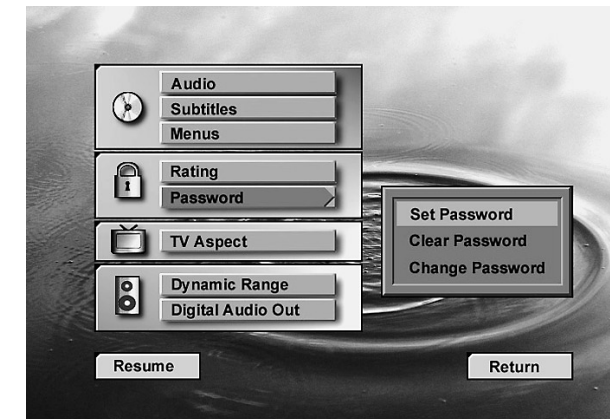 Audio
Subtitles
Menus
Rating
Password
Set Password
Clear Password
Change Password
TV Aspect
Dynamic Range
Digital Audio Out
Resume
Return